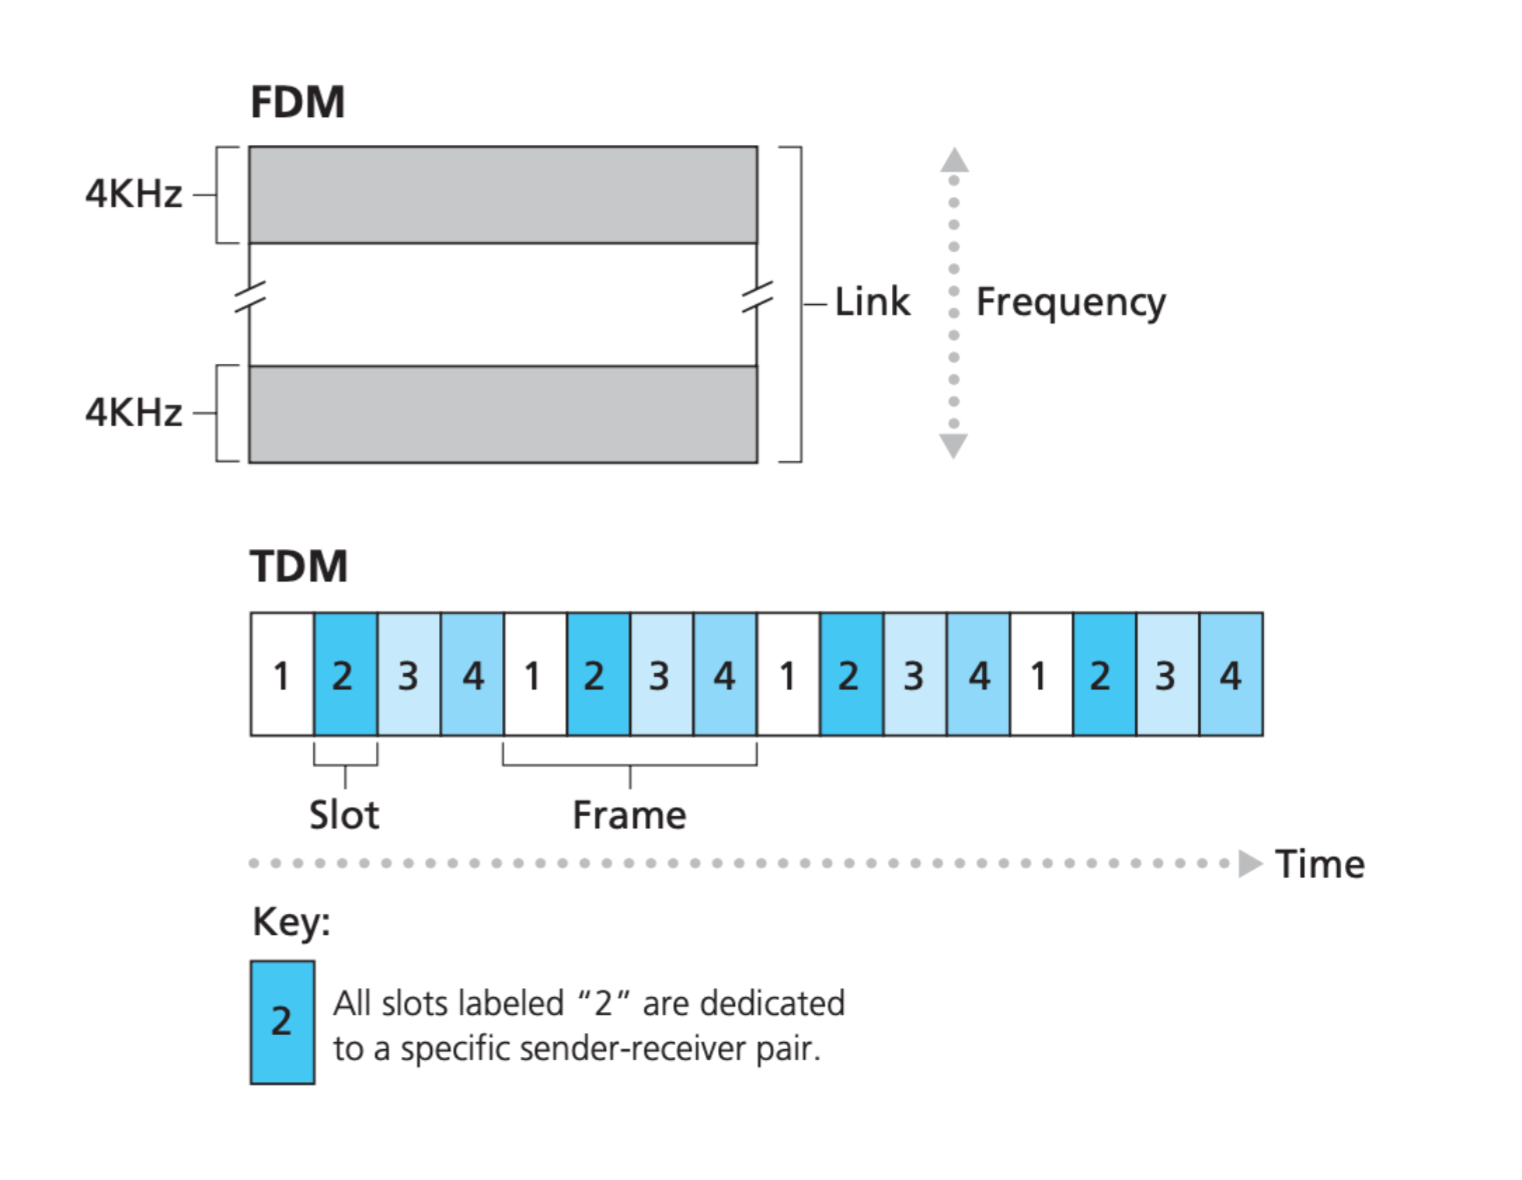 FDM
4KHz
Link
Frequency
4KHz
TDM
1 2 3 4 1 2 3 4 1 2 3 4 1 2 3 4
Slot
Frame
Time
Key:
2
All slots labeled “2” are dedicated
to a specific sender-receiver pair.